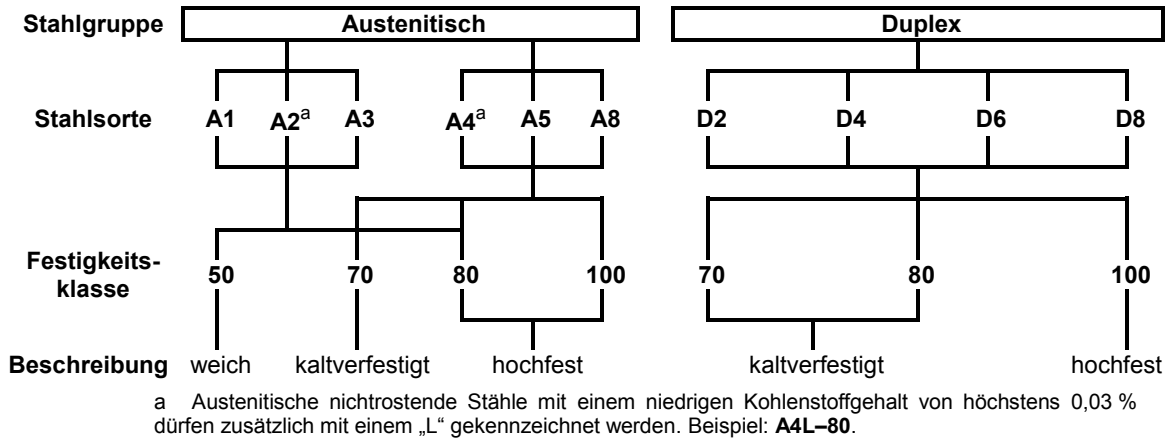 Stahlgruppe Austenitisch Duplex
Stahlsorte A1 A2a A3 A4a A5 A8 D2 D4 D6 D8
Festigkeits-
klasse 50 70 80 100 70 80 100
Beschreibung weich kaltverfestigt hochfest kaltverfestigt hochfest
a Austenitische nichtrostende Stähle mit einem niedrigen Kohlenstoffgehalt von höchstens 0,03 %
dürfen zusätzlich mit einem „L“ gekennzeichnet werden. Beispiel: A4L–80.